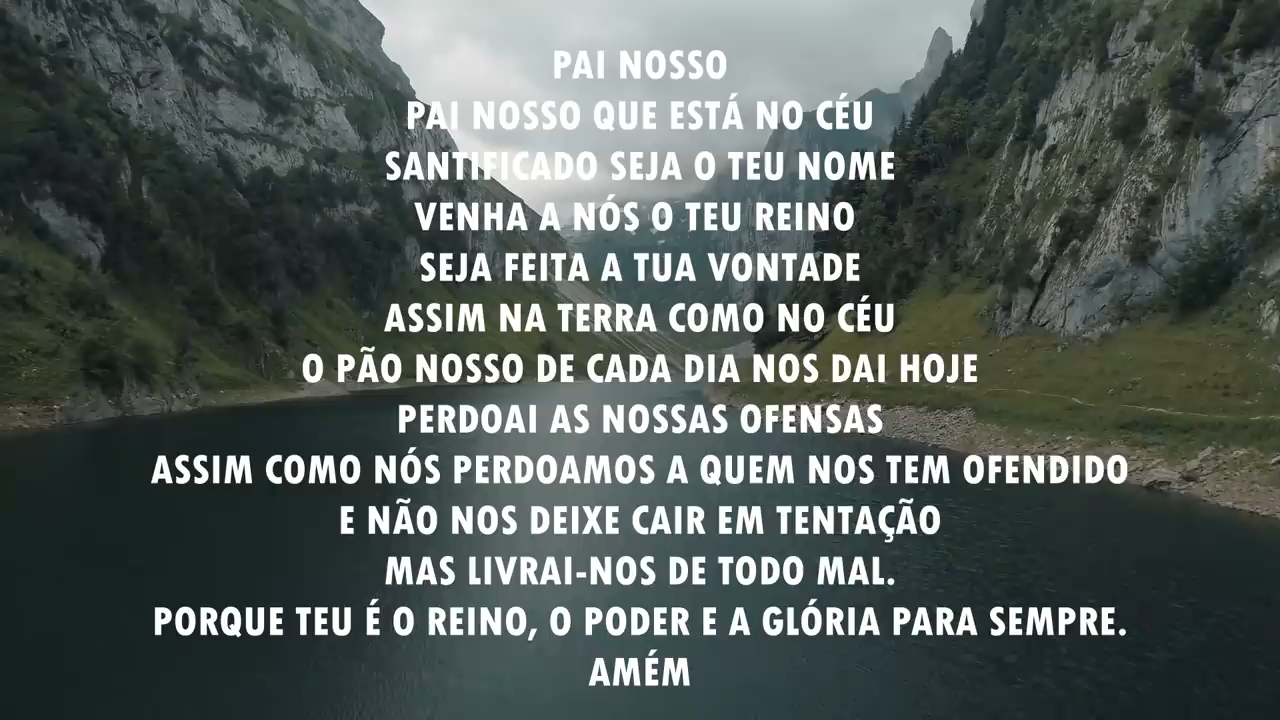 PAI NOSSO
PAI NOSSO QUE ESTÁ NO CÉU
SANTIFICADO SEJA O TEU NOME
VENHA A NÓS O TEU REINO
SEJA FEITA A TUA VONTADE
ASSIM NA TERRA COMO NO CÉU
O PÃO NOSSO DE CADA DIA NOS DAI HOJE
PERDOAI AS NOSSAS OFENSAS
ASSIM COMO NÓS PERDOAMOS A QUEM NOS TEM OFENDIDO
E NÃO NOS DEIXE CAIR EM TENTAÇÃO
MAS LIVRAI-NOS DE TODO MAL.
PORQUE TEU É O REINO, O PODER E A GLÓRIA PARA SEMPRE.
AMÉM